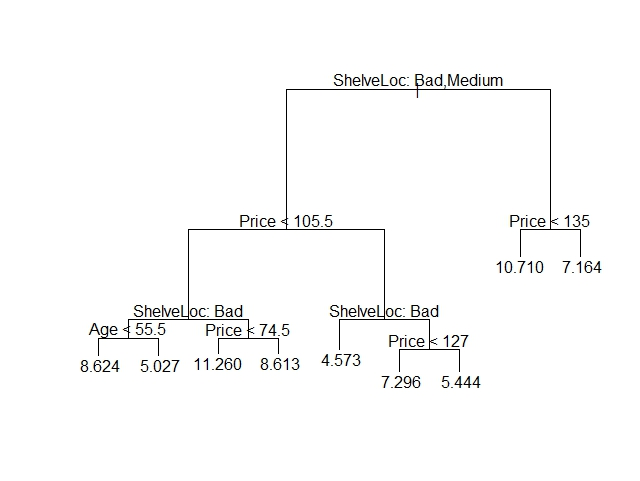 ShelveLoc: Bad,Medium
Price < 105.5
Price < 135
10.710
7.164
ShelveLoc: Bad
ShelveLoc: Bad
Age < 55.5
Price < 74.5
Price < 127
8.624
5.027
11.260
8.613
4.573
7.296
5.444